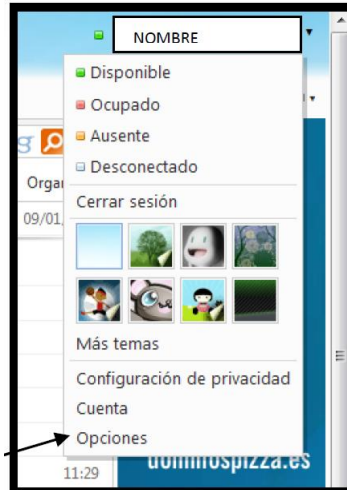 NOMBRE
Disponible
Ocupado
Ausente
Desconectado
Orga
Cerrar sesión
09/01
Más temas
Configuración de privacidad
Cuenta
Opciones
11:29
dominospizza.es